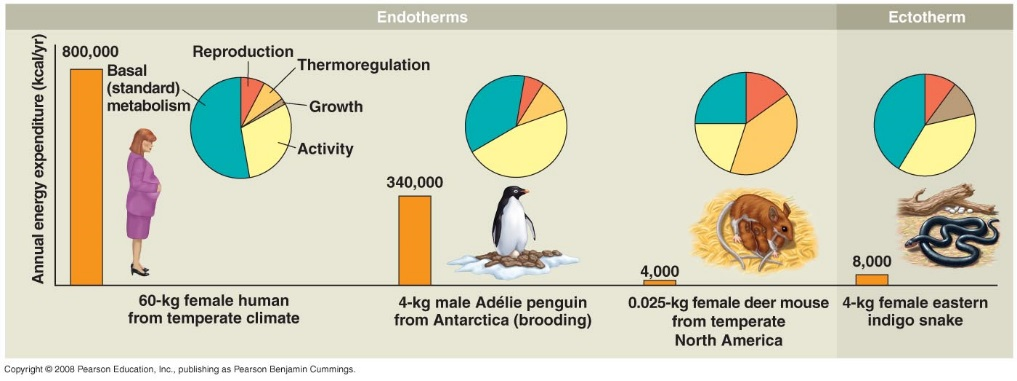 Endotherms
Ectotherm
Annual energy expenditure (kcal/yr)
800,000
Basal
(standard)
metabolism
Reproduction
Thermoregulation
Growth
Activity
60-kg female human
from temperate climate
340,000
4-kg male Adélie penguin
from Antarctica (brooding)
4,000
0.025-kg female deer mouse
from temperate
North America
8,000
4-kg female eastern
indigo snake
Copyright © 2008 Pearson Education, Inc., publishing as Pearson Benjamin Cummings.